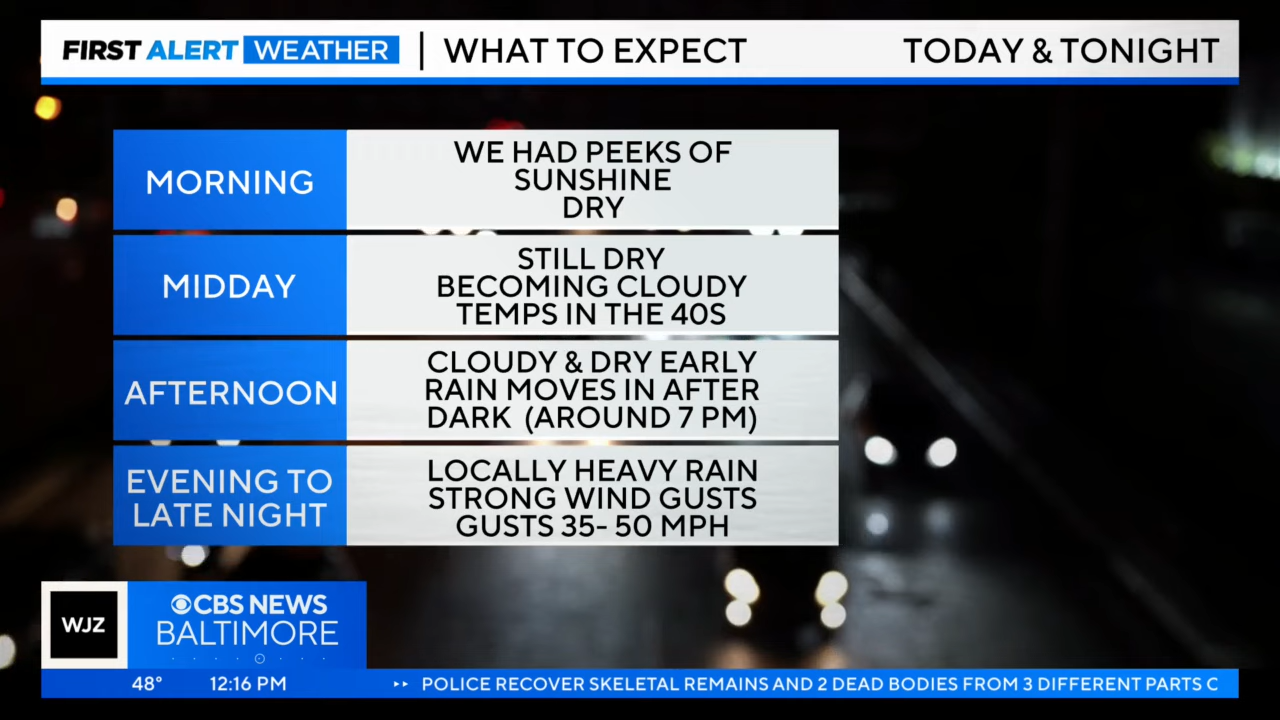 FIRST ALERT WEATHER | WHAT TO EXPECT TODAY & TONIGHT
MORNING
WE HAD PEEKS OF
SUNSHINE
DRY
MIDDAY
STILL DRY
BECOMING CLOUDY
TEMPS IN THE 40S
AFTERNOON
CLOUDY & DRY EARLY
RAIN MOVES IN AFTER
DARK (AROUND 7 PM)
EVENING TO
LATE NIGHT
LOCALLY HEAVY RAIN
STRONG WIND GUSTS
GUSTS 35- 50 MPH
WJZ
CBS NEWS
BALTIMORE
48° 12:16 PM POLICE RECOVER SKELETAL REMAINS AND 2 DEAD BODIES FROM 3 DIFFERENT PARTS